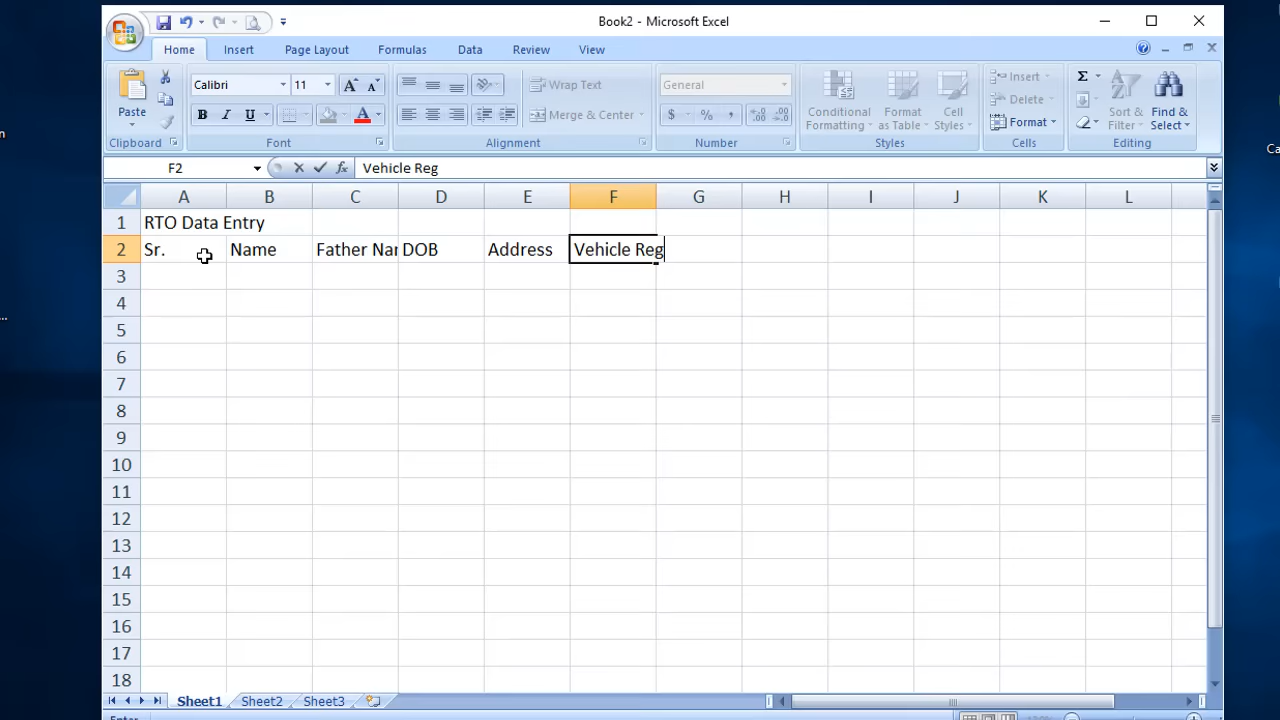 Book2 - Microsoft Excel
Home Insert Page Layout Formulas Data Review View
Paste
Clipboard
Calibri 11
B I U A
Font
Wrap Text
Merge & Center
Alignment
General
$ % ,
Number
Conditional Formatting
Format as Table
Cell Styles
Styles
Insert
Delete
Format
Cells
Σ
Sort & Filter
Find & Select
Editing
F2 fx Vehicle Reg
A B C D E F G H I J K L
1 RTO Data Entry
2 Sr. Name Father Nar DOB Address Vehicle Reg
3
4
5
6
7
8
9
10
11
12
13
14
15
16
17
18
Sheet1 Sheet2 Sheet3